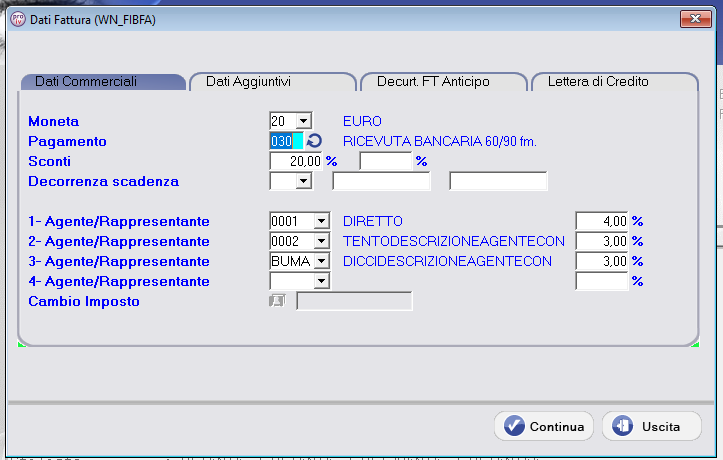 Dati Fattura (WN_FIBFA)
Dati Commerciali Dati Aggiuntivi Decurt. FT Anticipo Lettera di Credito
Moneta 20 EURO
Pagamento 030 RICEVUTA BANCARIA 60/90 fm.
Sconti 20,00 % %
Decorrenza scadenza
1- Agente/Rappresentante 0001 DIRETTO 4,00 %
2- Agente/Rappresentante 0002 TENTODESCRIZIONEAGENTECON 3,00 %
3- Agente/Rappresentante BUMA DICCIDESCRIZIONEAGENTECON 3,00 %
4- Agente/Rappresentante %
Cambio Imposto
Continua Uscita